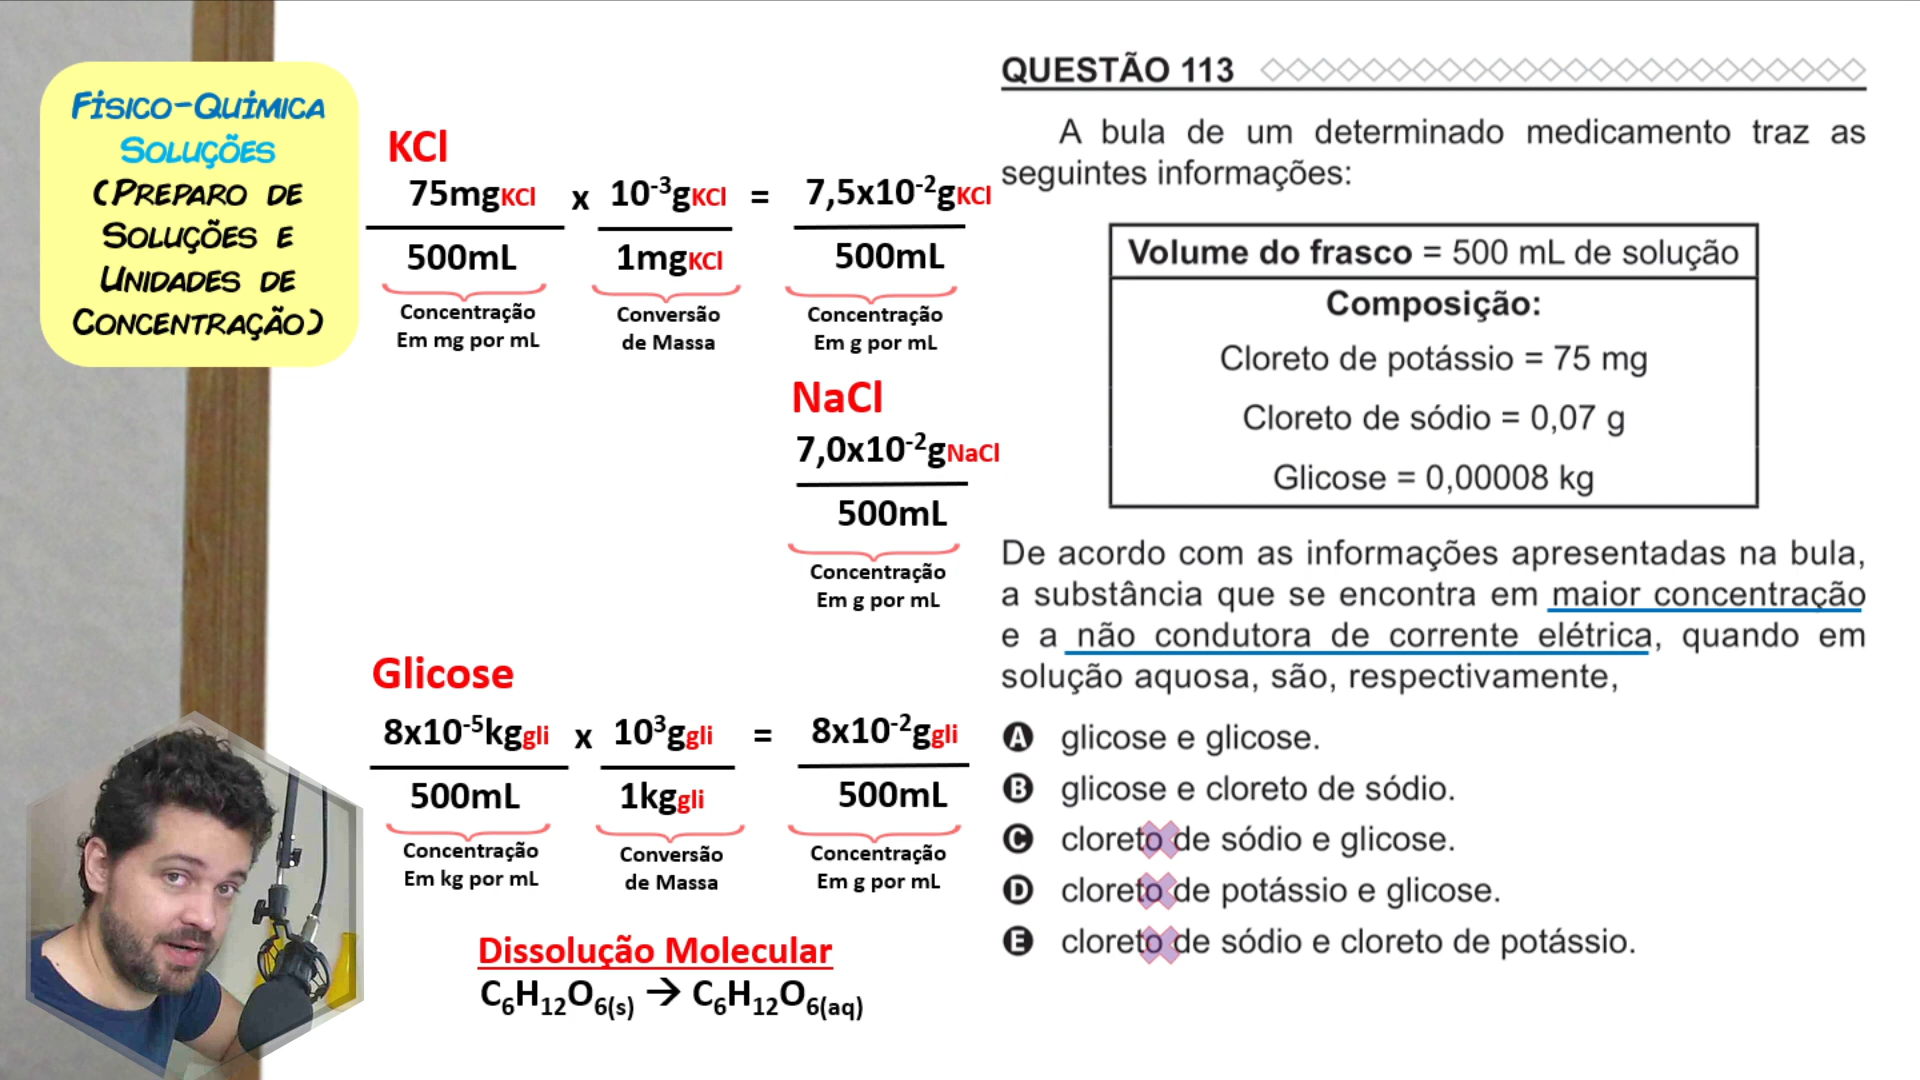 Físico-Química
Soluções
(Preparo de
Soluções e
Unidades de
Concentração)
KCl
75mgKCl x 10⁻³gKCl = 7,5x10⁻²gKCl
500mL 1mgKCl 500mL
Concentração Em mg por mL
Conversão de Massa
Concentração Em g por mL
NaCl
7,0x10⁻²gNaCl
500mL
Concentração
Em g por mL
Glicose
8x10⁻⁵kggli x 10³ggli = 8x10⁻²ggli
500mL 1kggli 500mL
Concentração Em kg por mL
Conversão de Massa
Concentração Em g por mL
Dissolução Molecular
C₆H₁₂O₆(s) → C₆H₁₂O₆(aq)
QUESTÃO 113
A bula de um determinado medicamento traz as
seguintes informações:
Volume do frasco = 500 mL de solução
Composição:
Cloreto de potássio = 75 mg
Cloreto de sódio = 0,07 g
Glicose = 0,00008 kg
De acordo com as informações apresentadas na bula,
a substância que se encontra em maior concentração
e a não condutora de corrente elétrica, quando em
solução aquosa, são, respectivamente,
A glicose e glicose.
B glicose e cloreto de sódio.
C cloreto de sódio e glicose.
D cloreto de potássio e glicose.
E cloreto de sódio e cloreto de potássio.